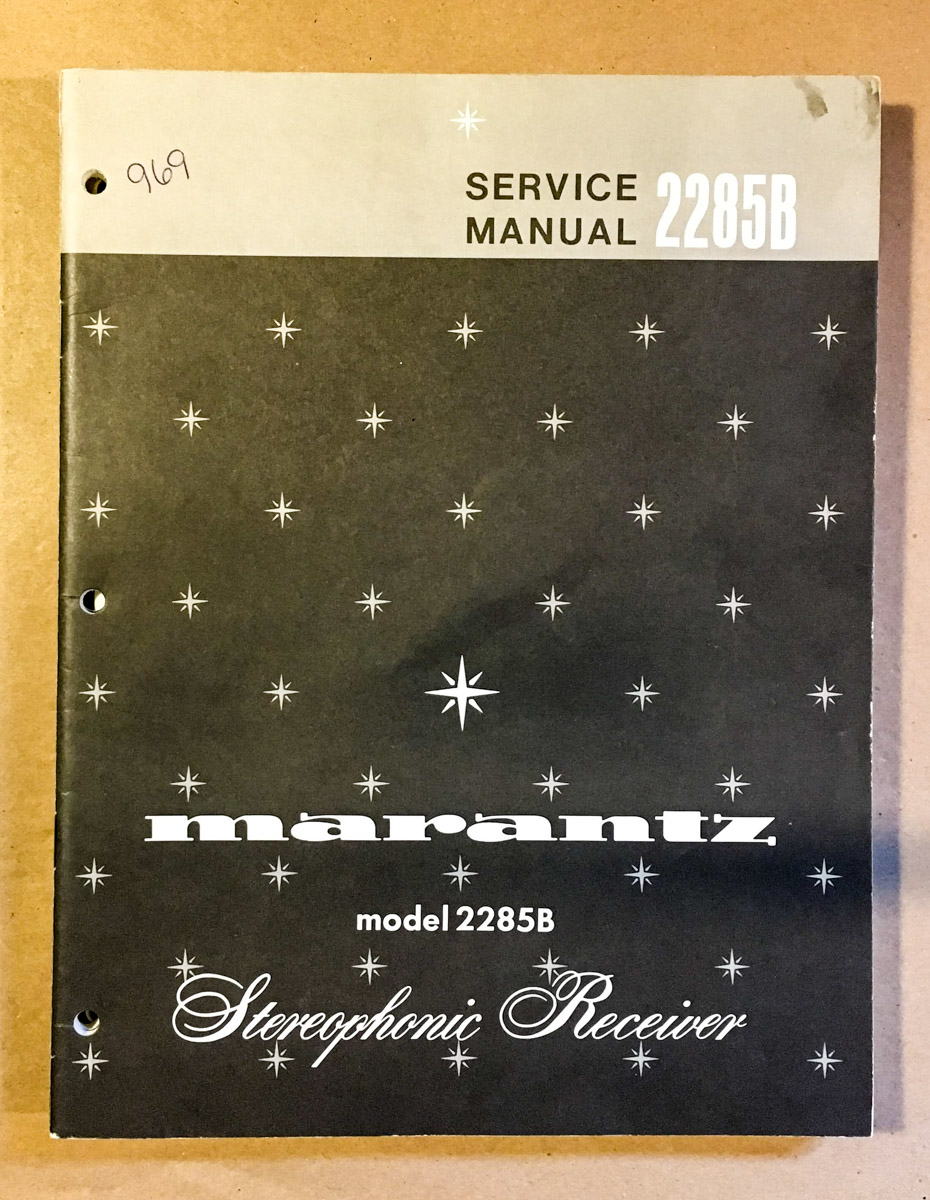 969
SERVICE
MANUAL 2285B
marantz
model 2285B
Stereophonic Receiver